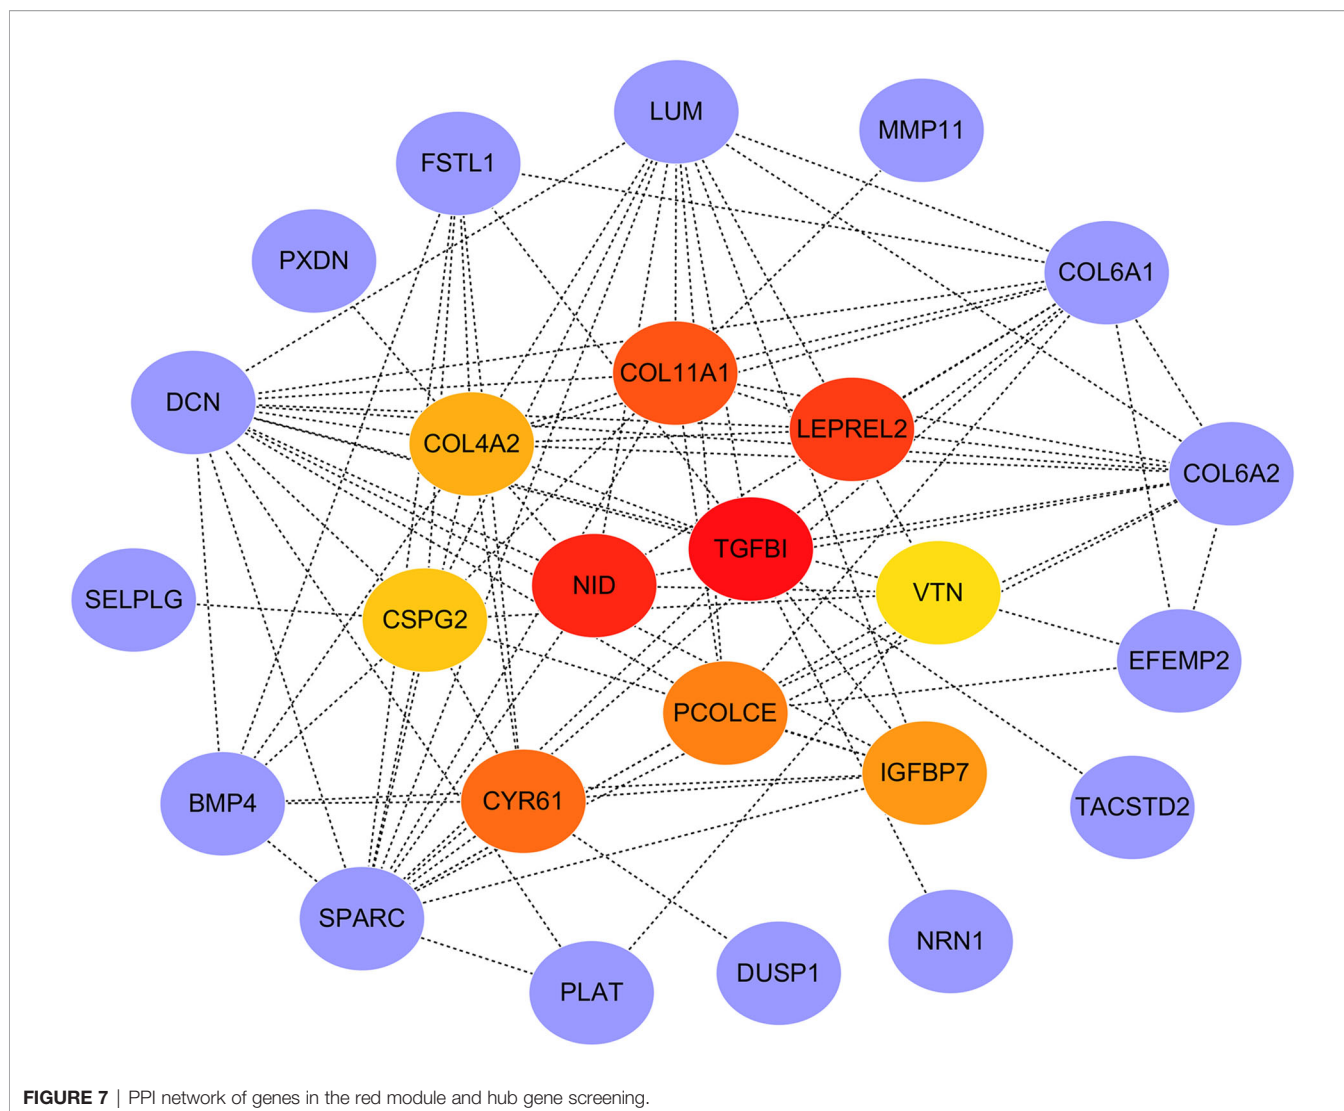 LUM
MMP11
FSTL1
PXDN
COL6A1
COL11A1
DCN
LEPREL2
COL4A2
COL6A2
TGFBI
NID
VTN
SELPLG
CSPG2
EFEMP2
PCOLCE
IGFBP7
BMP4
CYR61
TACSTD2
SPARC
NRN1
DUSP1
PLAT
FIGURE 7 | PPI network of genes in the red module and hub gene screening.